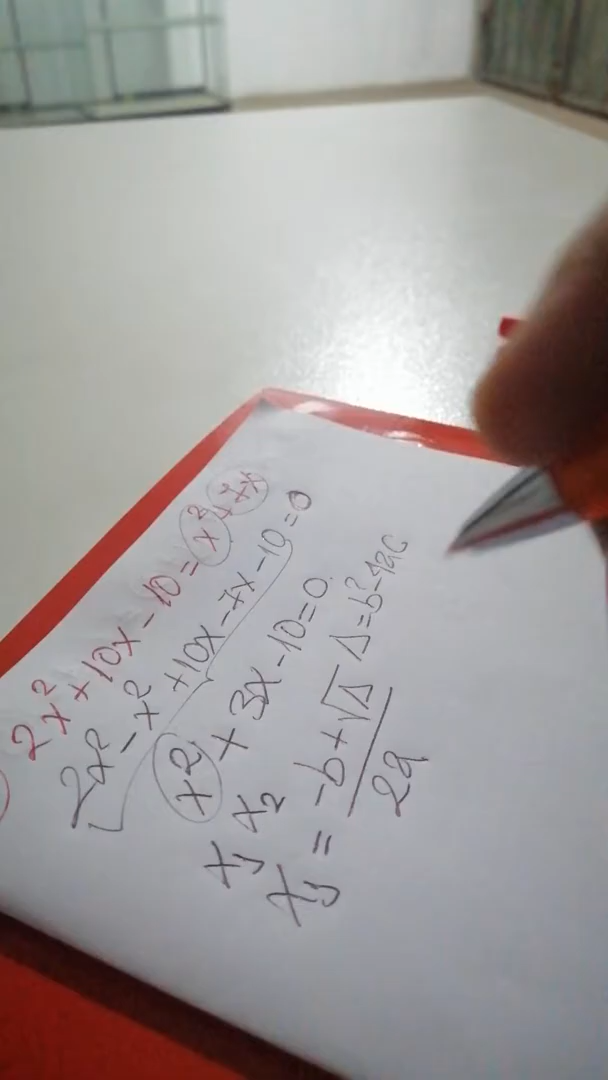 2x² + 10x - 10 = x² + 7x
2x² - x² + 10x - 7x - 10 = 0
x² + 3x - 10 = 0
x₁ x₂ Δ = b² - 4ac
x₁ = -b + √Δ / 2a